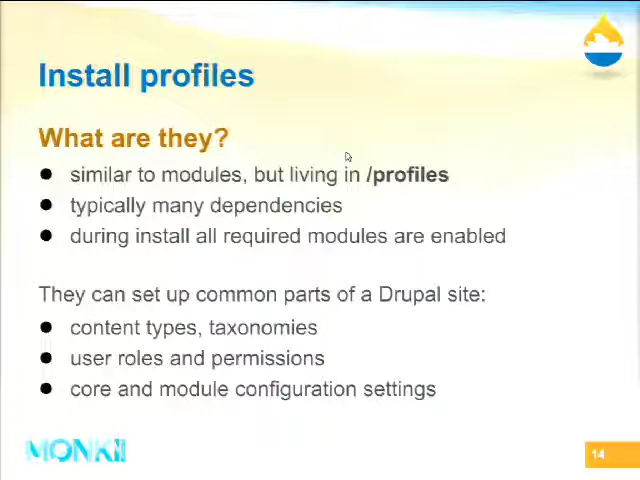 Install profiles
What are they?
● similar to modules, but living in /profiles
● typically many dependencies
● during install all required modules are enabled
They can set up common parts of a Drupal site:
● content types, taxonomies
● user roles and permissions
● core and module configuration settings
MONKii
14